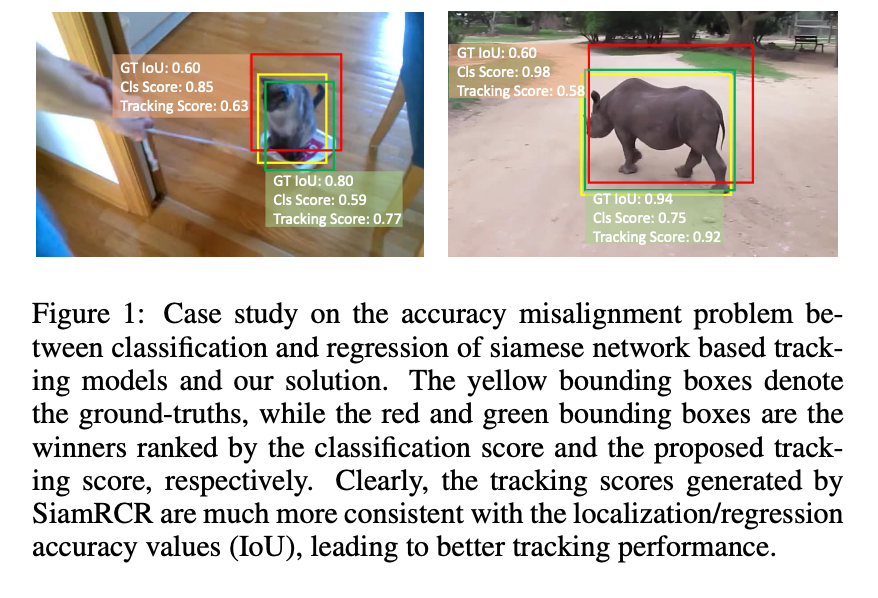 GT IoU: 0.60
Cls Score: 0.85
Tracking Score: 0.63
GT IoU: 0.80
Cls Score: 0.59
Tracking Score: 0.77
GT IoU: 0.60
Cls Score: 0.98
Tracking Score: 0.58
GT IoU: 0.94
Cls Score: 0.75
Tracking Score: 0.92
Figure 1: Case study on the accuracy misalignment problem be-
tween classification and regression of siamese network based track-
ing models and our solution. The yellow bounding boxes denote
the ground-truths, while the red and green bounding boxes are the
winners ranked by the classification score and the proposed track-
ing score, respectively. Clearly, the tracking scores generated by
SiamRCR are much more consistent with the localization/regression
accuracy values (IoU), leading to better tracking performance.